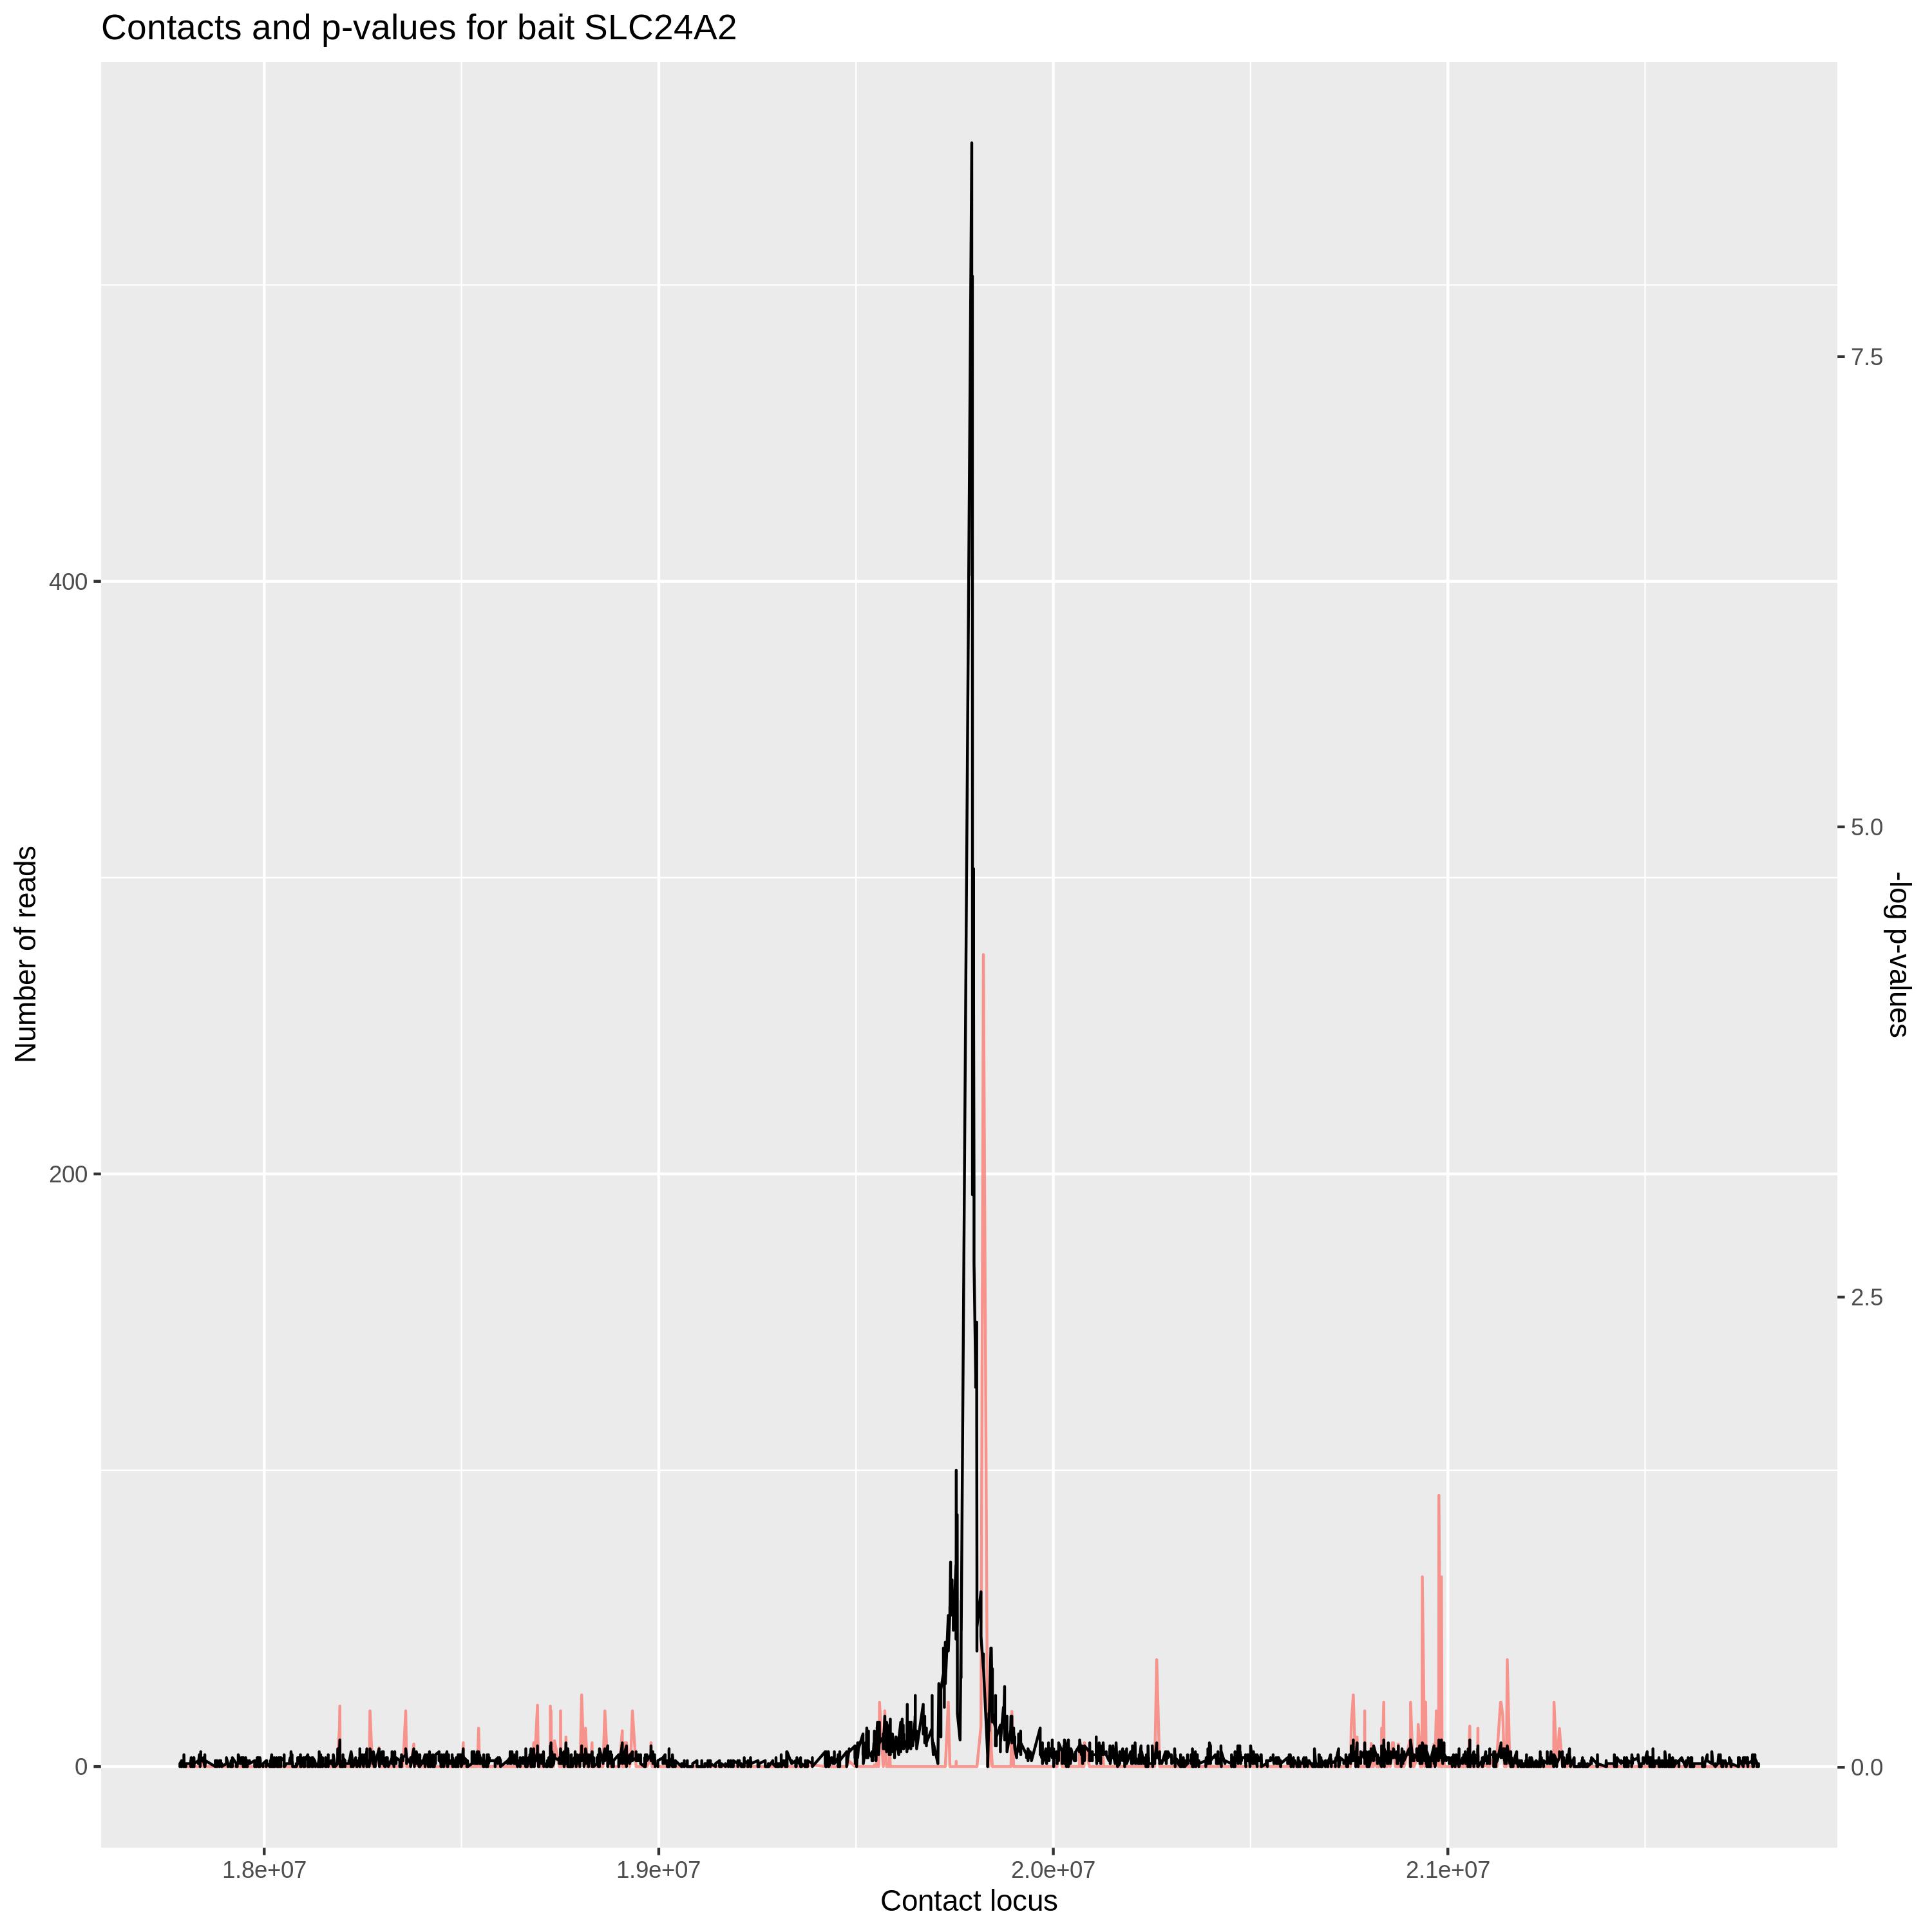 Contacts and p-values for bait SLC24A2
Number of reads
400
200
0
7.5
5.0
2.5
0.0
-log p-values
1.8e+07
1.9e+07
2.0e+07
2.1e+07
Contact locus